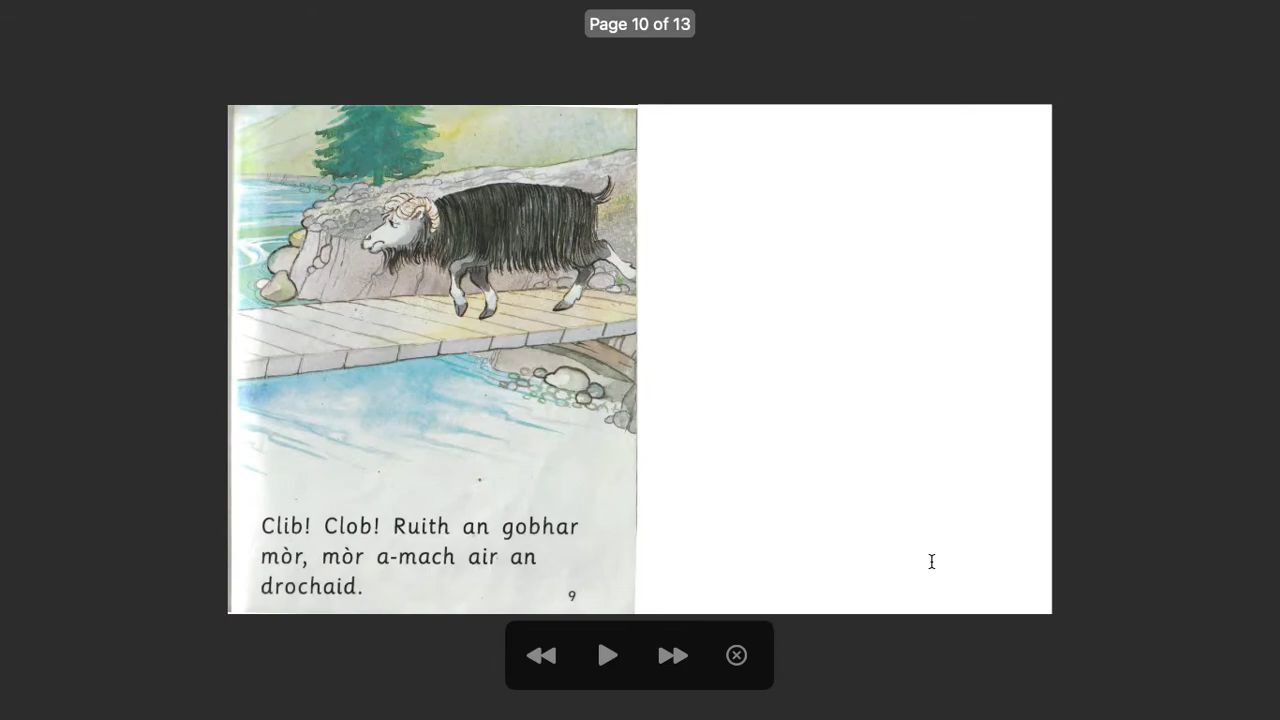 Page 10 of 13
Clib! Clob! Ruith an gobhar
mòr, mòr a-mach air an
drochaid.
9